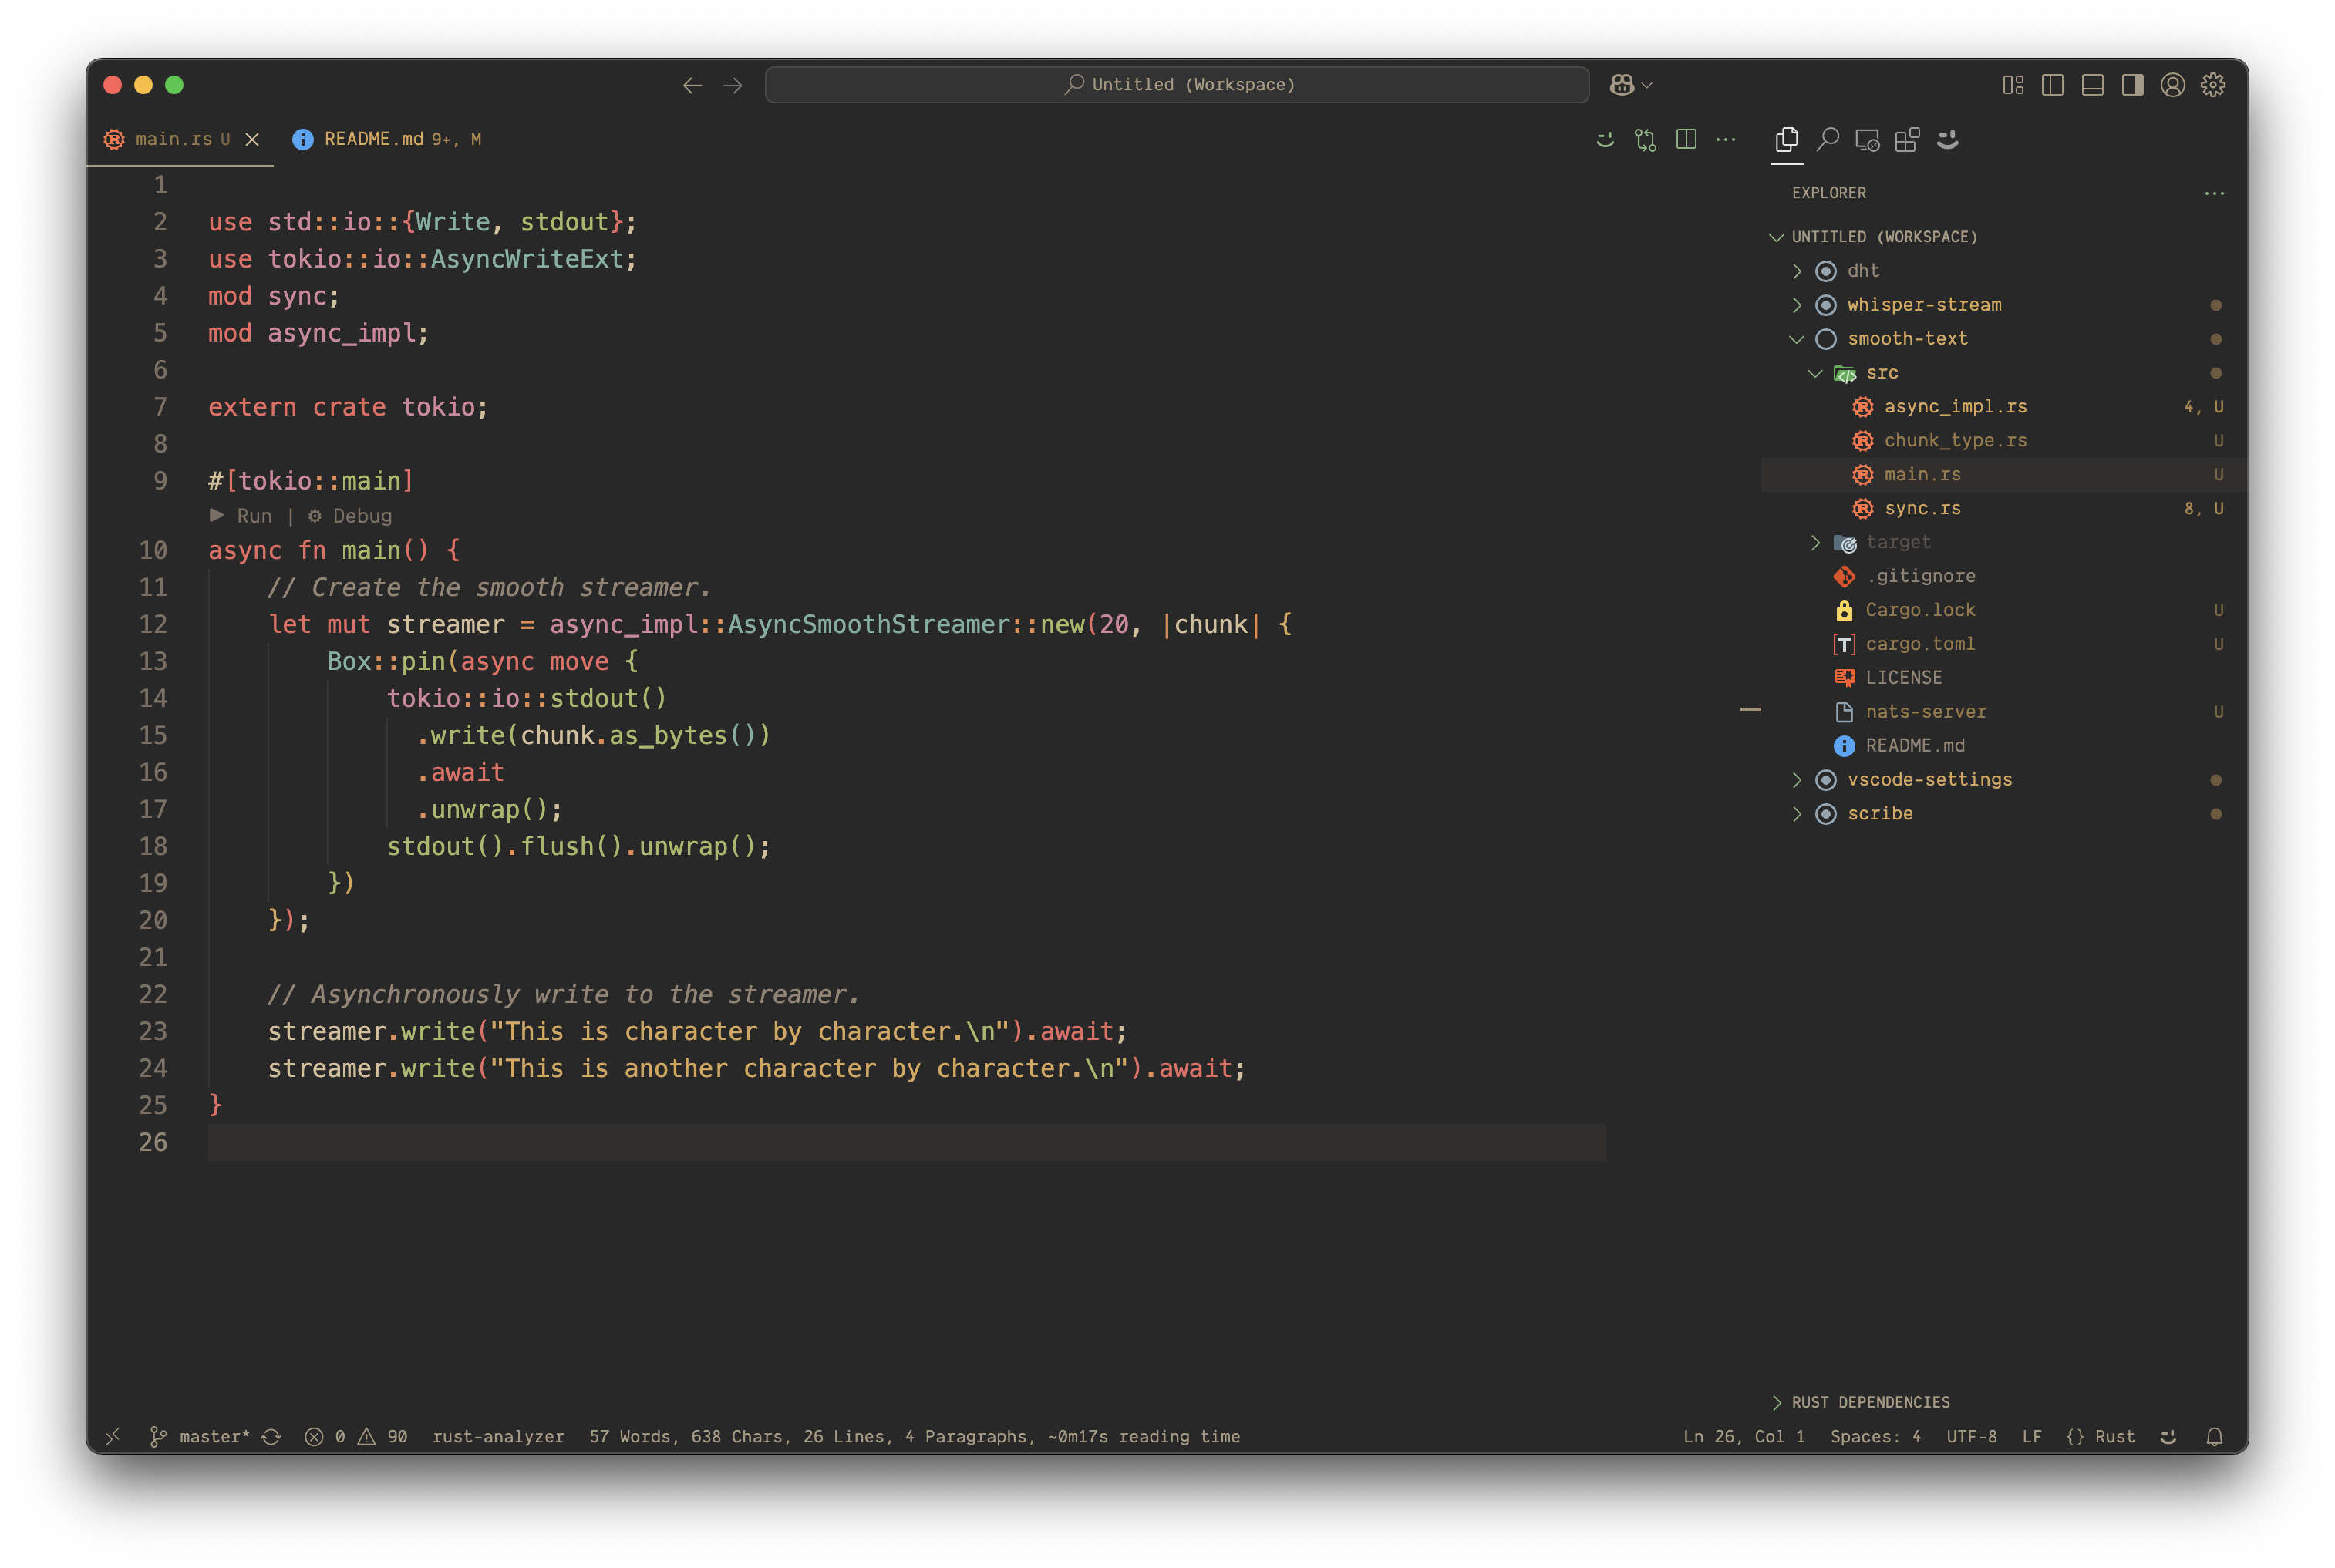 Untitled (Workspace)
main.rs U
README.md 9+, M
1
2 use std::io::{Write, stdout};
3 use tokio::io::AsyncWriteExt;
4 mod sync;
5 mod async_impl;
6
7 extern crate tokio;
8
9 #[tokio::main]
Run | Debug
10 async fn main() {
11     // Create the smooth streamer.
12     let mut streamer = async_impl::AsyncSmoothStreamer::new(20, |chunk| {
13         Box::pin(async move {
14             tokio::io::stdout()
15               .write(chunk.as_bytes())
16               .await
17               .unwrap();
18             stdout().flush().unwrap();
19         })
20     });
21
22     // Asynchronously write to the streamer.
23     streamer.write("This is character by character.\n").await;
24     streamer.write("This is another character by character.\n").await;
25 }
26
EXPLORER
UNTITLED (WORKSPACE)
dht
whisper-stream
smooth-text
src
async_impl.rs 4, U
chunk_type.rs U
main.rs U
sync.rs 8, U
target
.gitignore
Cargo.lock U
cargo.toml U
LICENSE
nats-server U
README.md
vscode-settings
scribe
RUST DEPENDENCIES
master* 0 90 rust-analyzer 57 Words, 638 Chars, 26 Lines, 4 Paragraphs, ~0m17s reading time Ln 26, Col 1 Spaces: 4 UTF-8 LF {} Rust